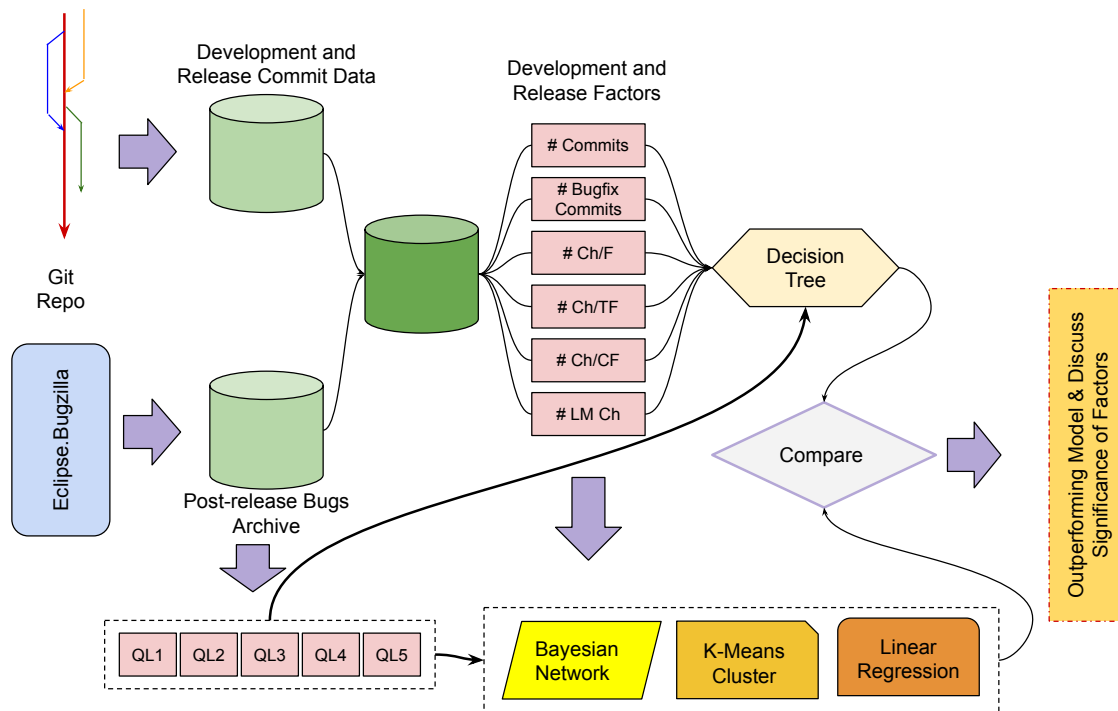 Development and
Release Commit Data
Development and
Release Factors
# Commits
# Bugfix
Commits
# Ch/F
# Ch/TF
# Ch/CF
# LM Ch
Decision
Tree
Git
Repo
Eclipse.Bugzilla
Post-release Bugs
Archive
Compare
Outperforming Model & Discuss
Significance of Factors
QL1
QL2
QL3
QL4
QL5
Bayesian
Network
K-Means
Cluster
Linear
Regression